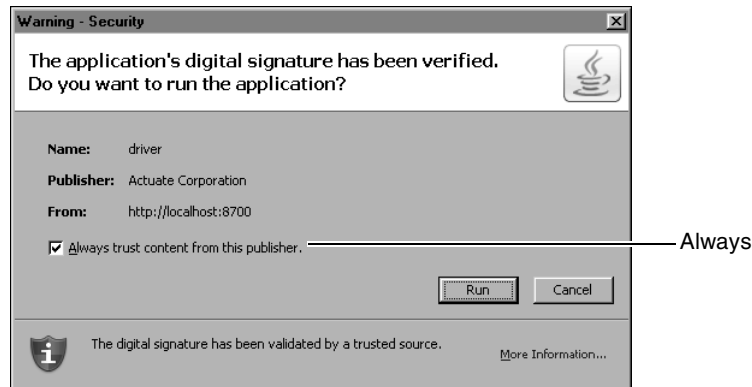 Warning - Security
The application's digital signature has been verified.
Do you want to run the application?
Name: driver
Publisher: Actuate Corporation
From: http://localhost:8700
Always trust content from this publisher.
Always
Run Cancel
The digital signature has been validated by a trusted source.
More Information...